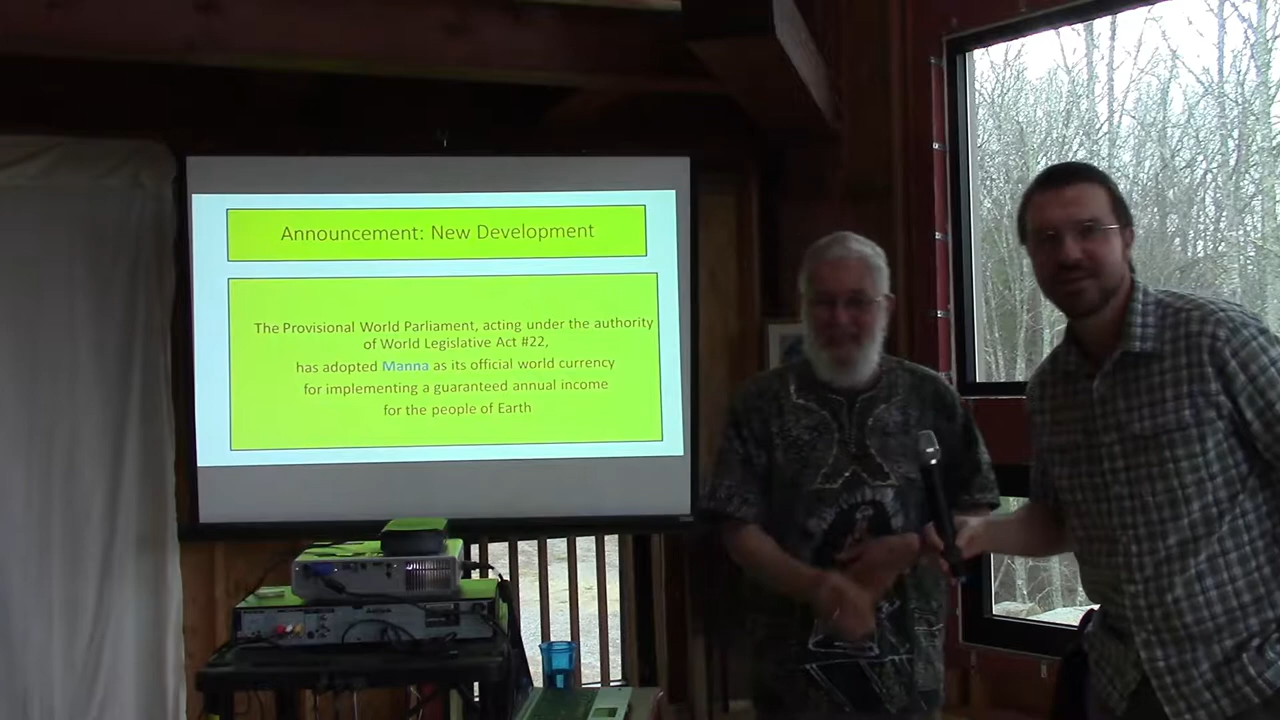 Announcement: New Development
The Provisional World Parliament, acting under the authority
of World Legislative Act #22,
has adopted Manna as its official world currency
for implementing a guaranteed annual income
for the people of Earth